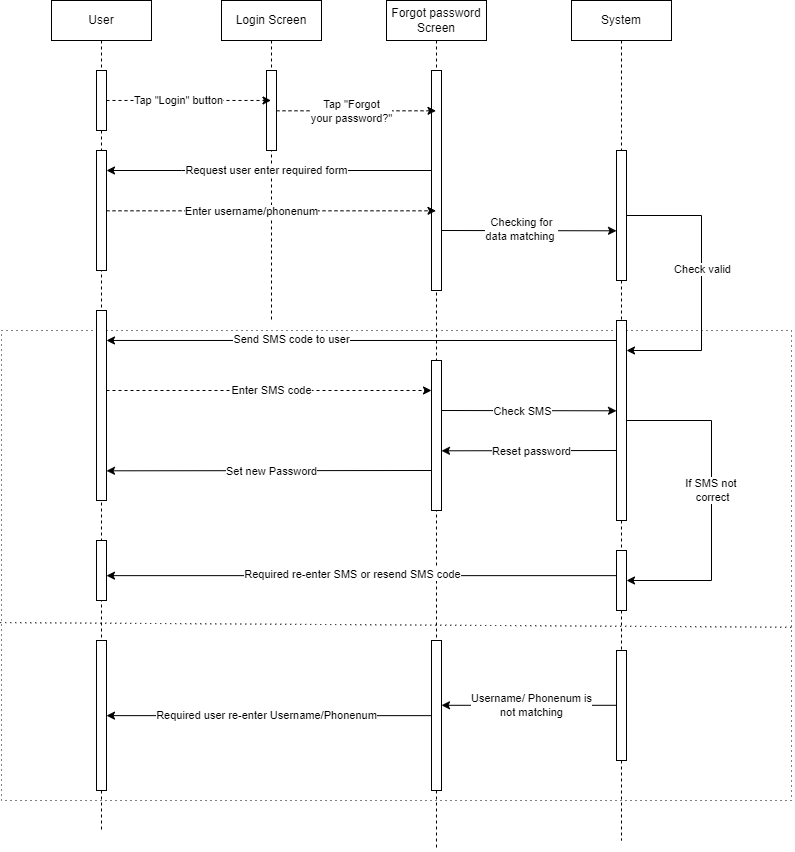 User
Login Screen
Forgot password
Screen
System
Tap "Login" button
Tap "Forgot
your password?"
Request user enter required form
Enter username/phonenum
Checking for
data matching
Check valid
Send SMS code to user
Enter SMS code
Check SMS
Reset password
Set new Password
If SMS not
correct
Required re-enter SMS or resend SMS code
Username/ Phonenum is
not matching
Required user re-enter Username/Phonenum